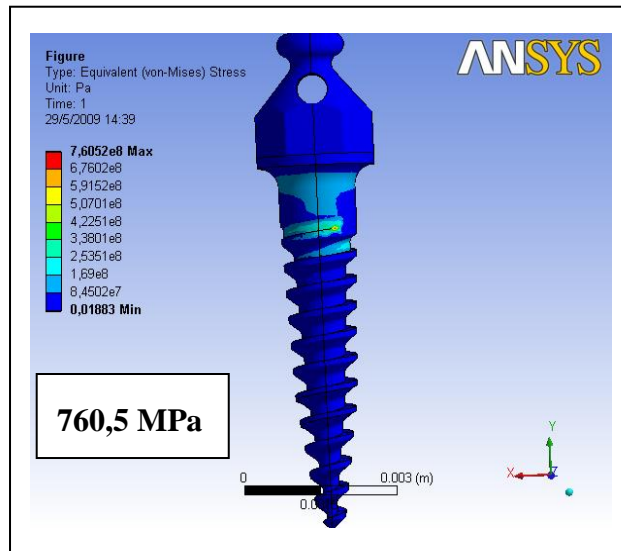 Figure
Type: Equivalent (von-Mises) Stress
Unit: Pa
Time: 1
29/5/2009 14:39
ANSYS
7,6052e8 Max
6,7602e8
5,9152e8
5,0701e8
4,2251e8
3,3801e8
2,5351e8
1,69e8
8,4502e7
0,01883 Min
760,5 MPa
0
0.003 (m)
Y
X
Z